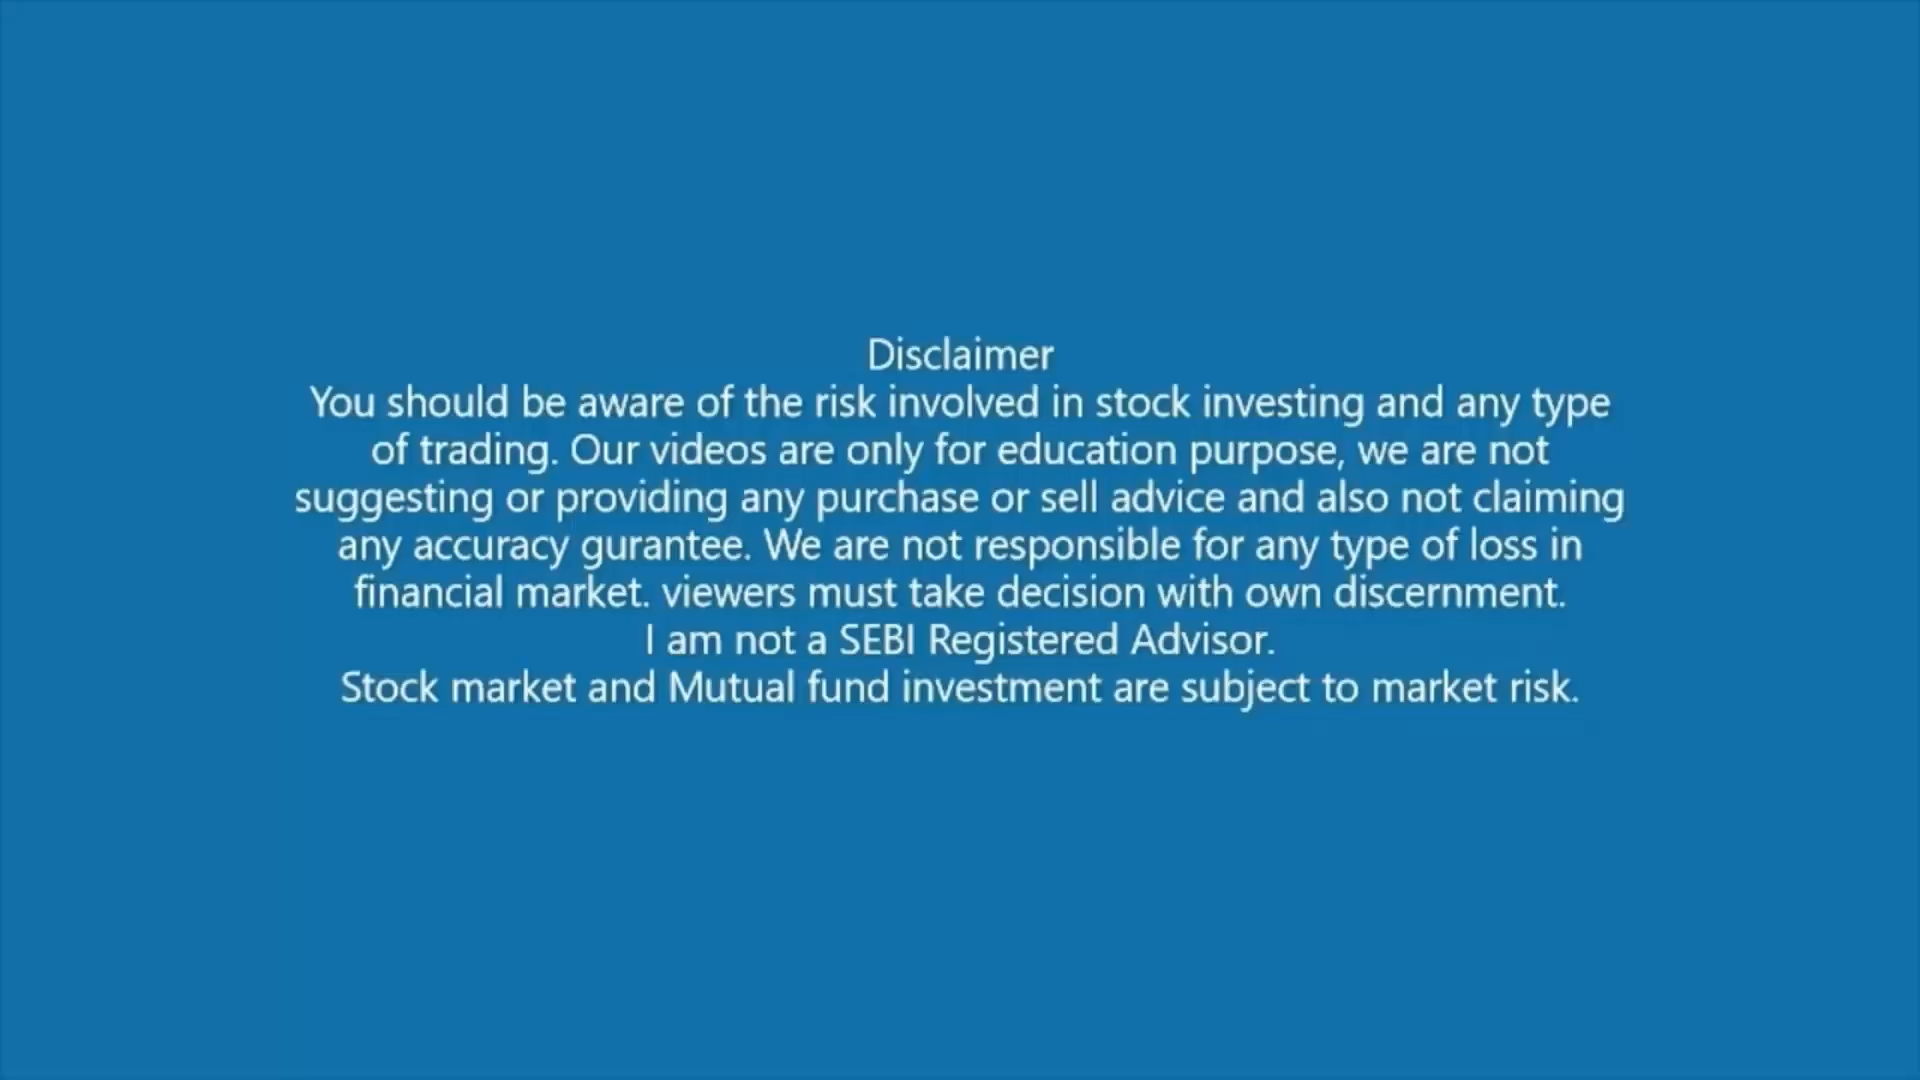 Disclaimer
You should be aware of the risk involved in stock investing and any type
of trading. Our videos are only for education purpose, we are not
suggesting or providing any purchase or sell advice and also not claiming
any accuracy gurantee. We are not responsible for any type of loss in
financial market. viewers must take decision with own discernment.
I am not a SEBI Registered Advisor.
Stock market and Mutual fund investment are subject to market risk.